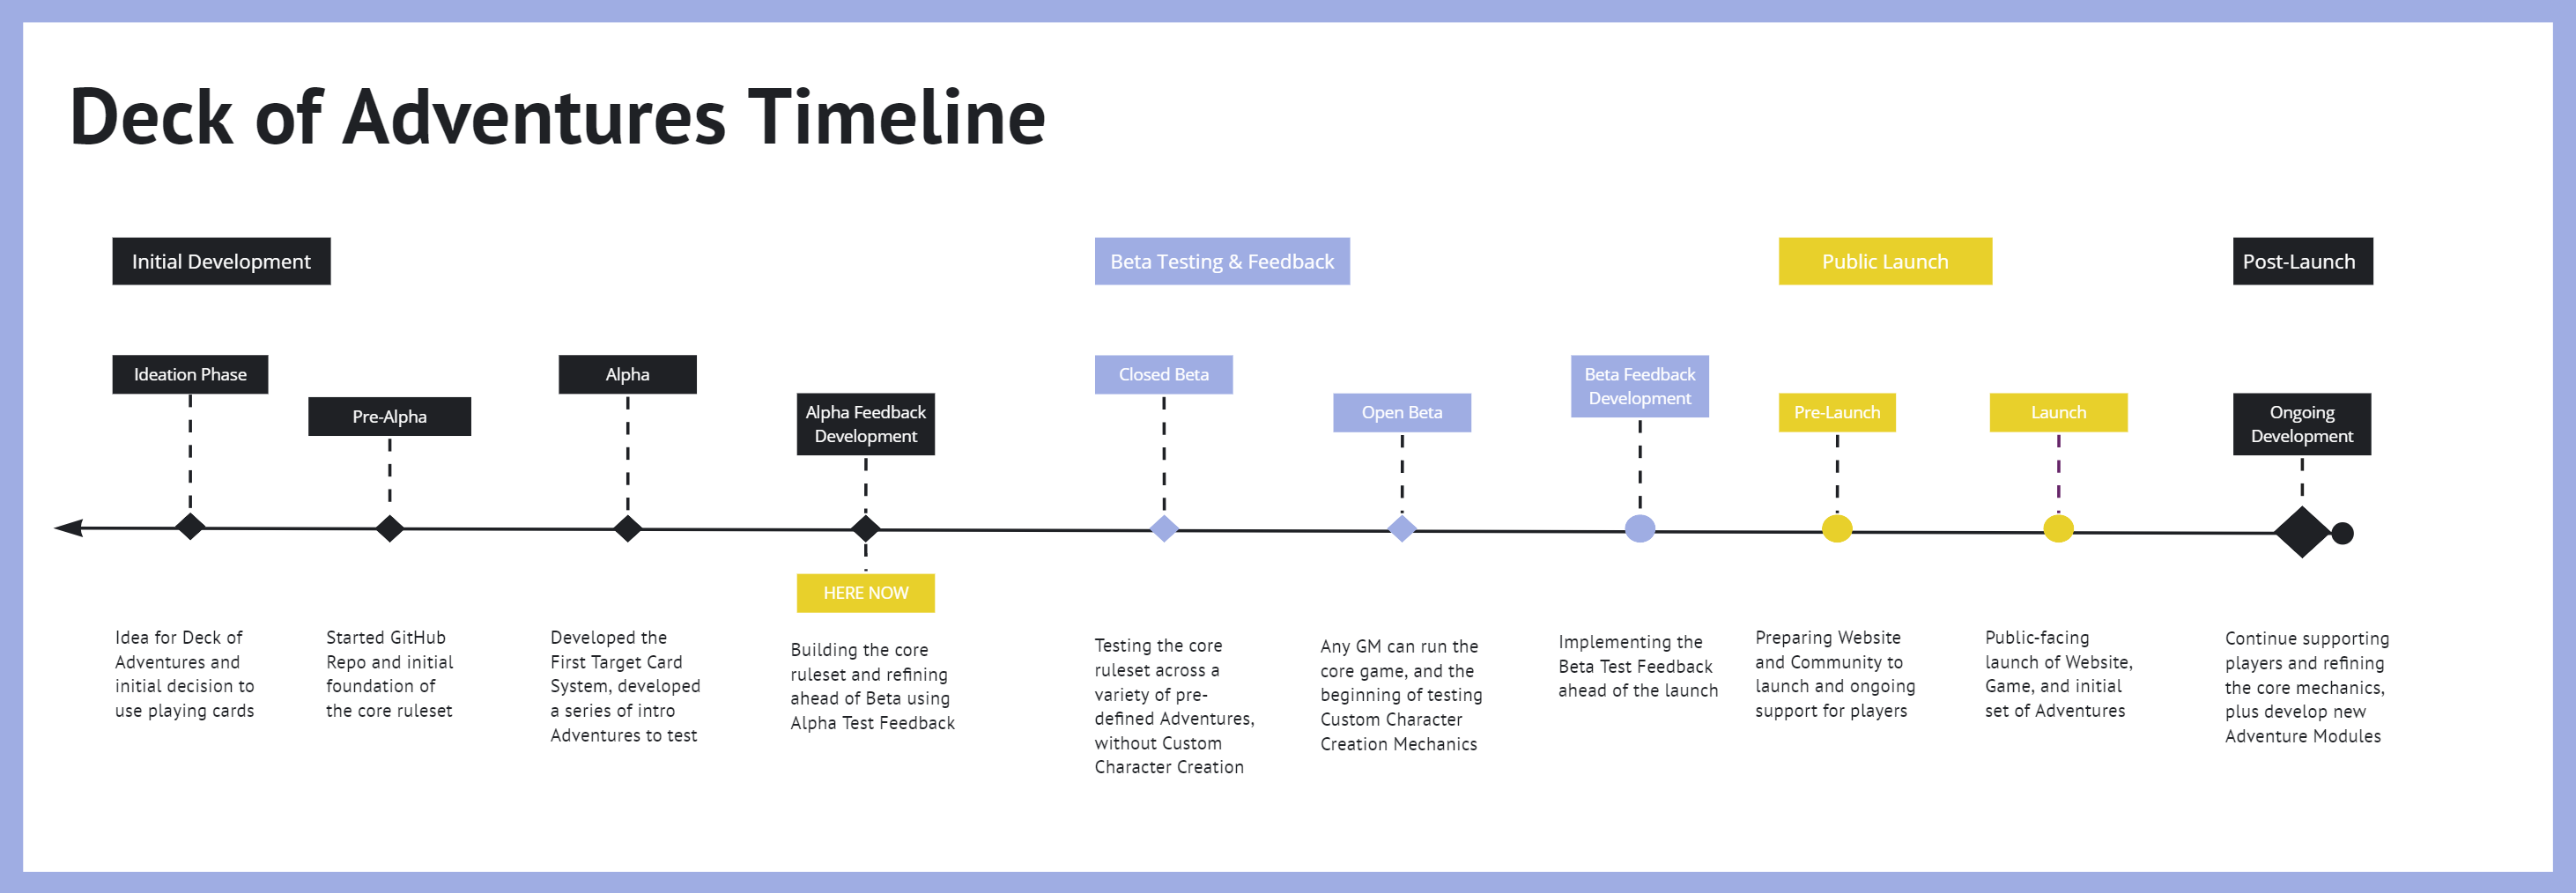 Deck of Adventures Timeline
Initial Development
Beta Testing & Feedback
Public Launch
Post-Launch
Ideation Phase
Pre-Alpha
Alpha
Alpha Feedback
Development
Closed Beta
Open Beta
Beta Feedback
Development
Pre-Launch
Launch
Ongoing
Development
HERE NOW
Idea for Deck of
Adventures and
initial decision to
use playing cards
Started GitHub
Repo and initial
foundation of
the core ruleset
Developed the
First Target Card
System, developed
a series of intro
Adventures to test
Building the core
ruleset and refining
ahead of Beta using
Alpha Test Feedback
Testing the core
ruleset across a
variety of pre-
defined Adventures,
without Custom
Character Creation
Any GM can run the
core game, and the
beginning of testing
Custom Character
Creation Mechanics
Implementing the
Beta Test Feedback
ahead of the launch
Preparing Website
and Community to
launch and ongoing
support for players
Public-facing
launch of Website,
Game, and initial
set of Adventures
Continue supporting
players and refining
the core mechanics,
plus develop new
Adventure Modules